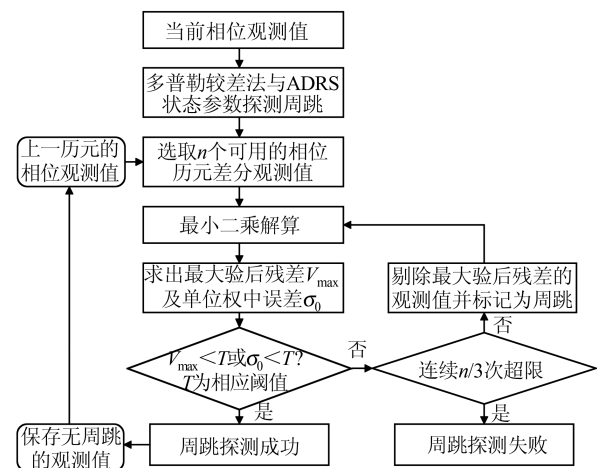 当前相位观测值
多普勒较差法与ADRS
状态参数探测周跳
上一历元的
相位观测值
选取n个可用的相位
历元差分观测值
最小二乘解算
求出最大验后残差Vmax
及单位权中误差σ0
剔除最大验后残差的
观测值并标记为周跳
Vmax<T或σ0<T?
T为相应阈值
否
否
连续n/3次超限
是
是
保存无周跳
的观测值
周跳探测成功
周跳探测失败